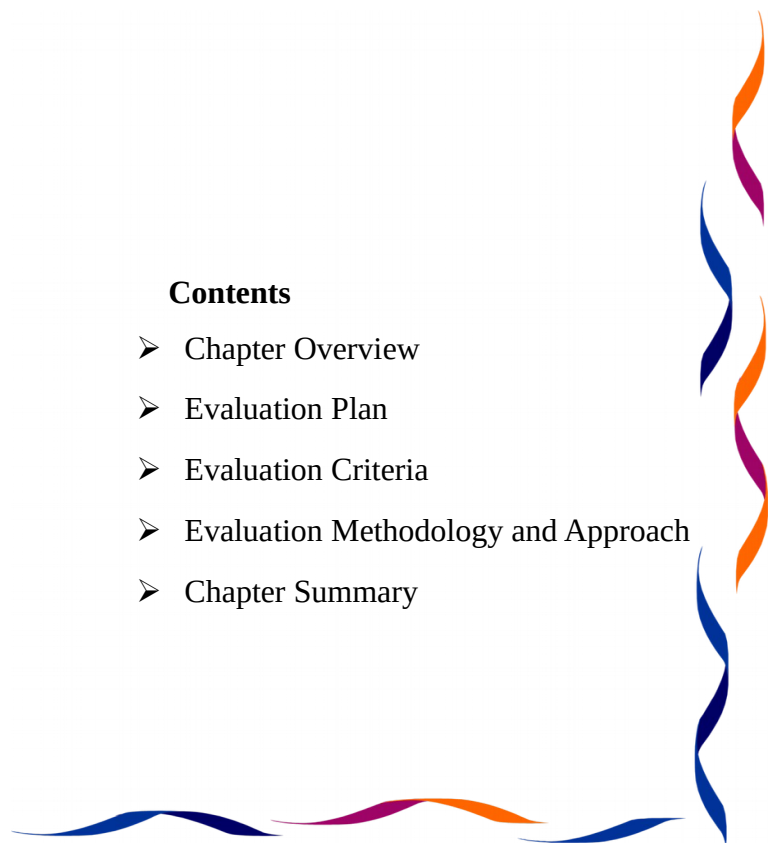 Contents
➢ Chapter Overview
➢ Evaluation Plan
➢ Evaluation Criteria
➢ Evaluation Methodology and Approach
➢ Chapter Summary